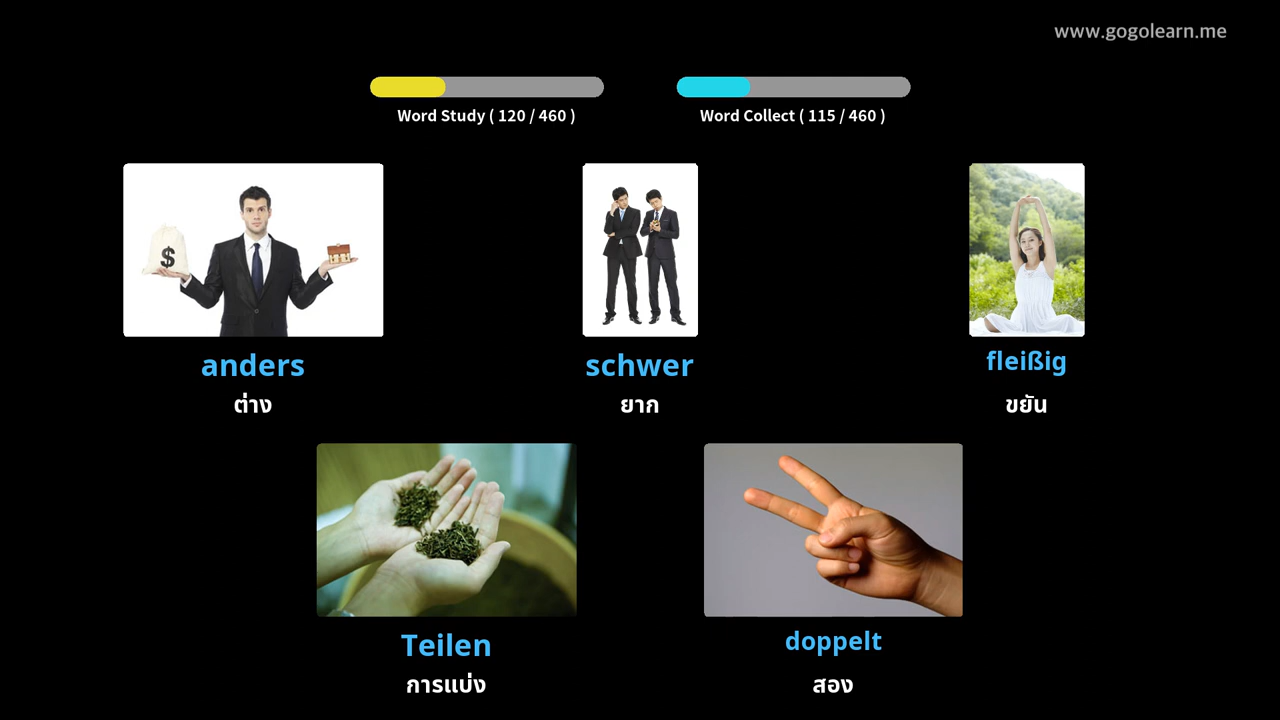 www.gogolearn.me
Word Study ( 120 / 460 )
Word Collect ( 115 / 460 )
$
anders
ต่าง
schwer
ยาก
fleißig
ขยัน
Teilen
การแบ่ง
doppelt
สอง